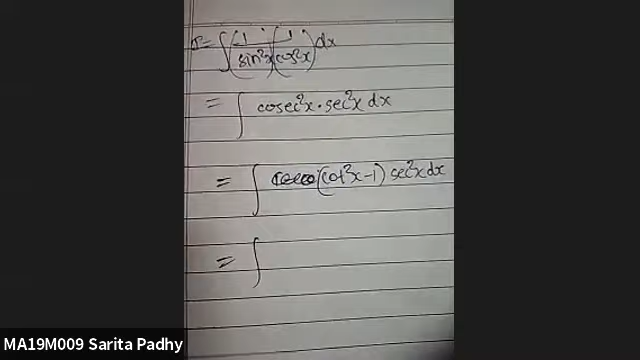 I = ∫(1/sin²x)(1/cos²x)dx
= ∫ cosec²x · sec²x dx
= ∫ (cot²x-1) sec²x dx
= ∫
MA19M009 Sarita Padhy